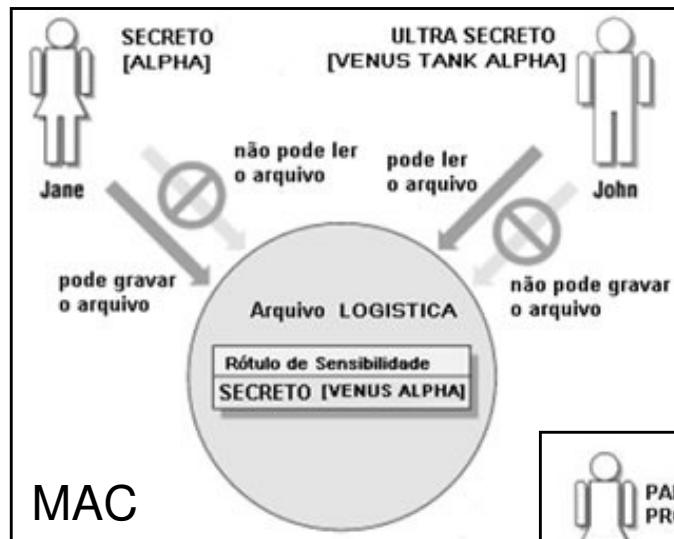 SECRETO
[ALPHA]
ULTRA SECRETO
[VENUS TANK ALPHA]
não pode ler
o arquivo
pode ler
o arquivo
Jane
John
pode gravar
o arquivo
não pode gravar
o arquivo
Arquivo LOGISTICA
Rótulo de Sensibilidade
SECRETO [VENUS ALPHA]
MAC